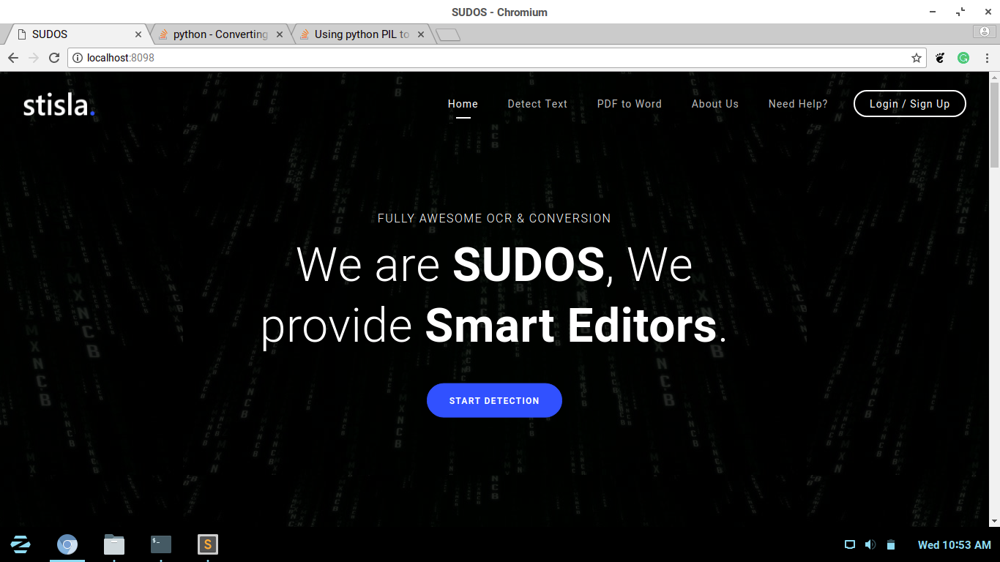 SUDOS - Chromium
SUDOS
python - Converting
Using python PIL to
localhost:8098
stisla.
Home
Detect Text
PDF to Word
About Us
Need Help?
Login / Sign Up
FULLY AWESOME OCR & CONVERSION
We are SUDOS, We
provide Smart Editors.
START DETECTION
Wed 10:53 AM